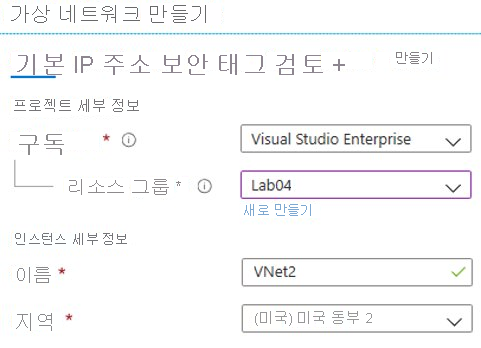 가상 네트워크 만들기
기본 IP 주소 보안 태그 검토 + 만들기
프로젝트 세부 정보
구독 * Visual Studio Enterprise
리소스 그룹 * Lab04
새로 만들기
인스턴스 세부 정보
이름 * VNet2
지역 * (미국) 미국 동부 2